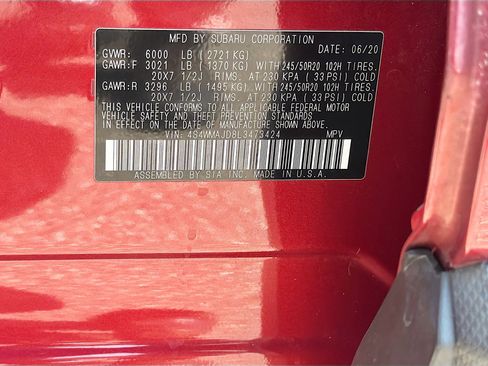 MFD BY SUBARU CORPORATION
GVWR: 6000 LB (2721 KG) DATE: 06/20
GAWR:F 3021 LB (1370 KG) WITH 245/50R20 102H TIRES.
20X7 1/2J RIMS. AT 230 KPA (33 PSI) COLD
GAWR:R 3296 LB (1495 KG) WITH 245/50R20 102H TIRES.
20X7 1/2J RIMS. AT 230 KPA (33 PSI) COLD
THIS VEHICLE CONFORMS TO ALL APPLICABLE FEDERAL MOTOR
VEHICLE SAFETY AND THEFT PREVENTION STANDARDS
IN EFFECT ON THE DATE OF MANUFACTURE SHOWN ABOVE.
VIN: 4S4WMAJD8L3473424 MPV
ASSEMBLED BY SIA INC. MADE IN U.S.A.